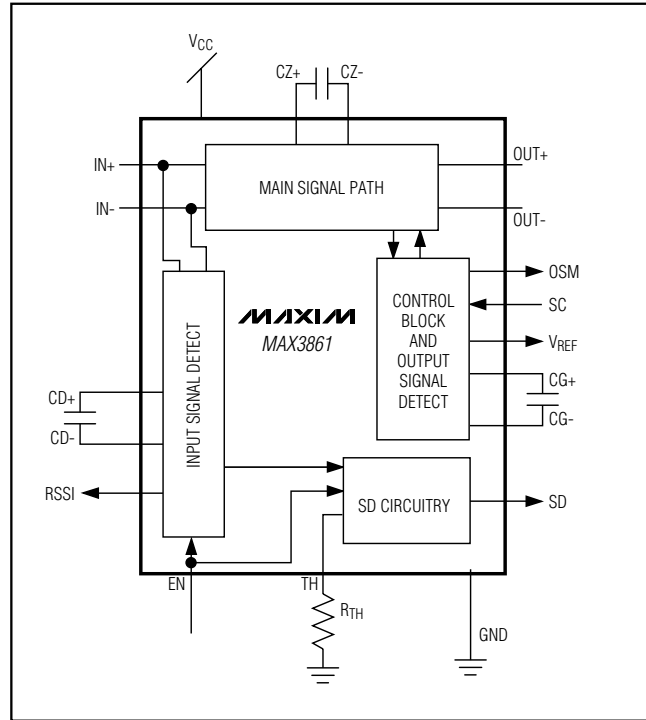 VCC
CZ+ CZ-
IN+
OUT+
MAIN SIGNAL PATH
IN-
OUT-
OSM
SC
VREF
CG+
CG-
CONTROL
BLOCK
AND
OUTPUT
SIGNAL
DETECT
MAXIM
MAX3861
INPUT SIGNAL DETECT
CD+
CD-
RSSI
SD CIRCUITRY
SD
EN
TH
RTH
GND